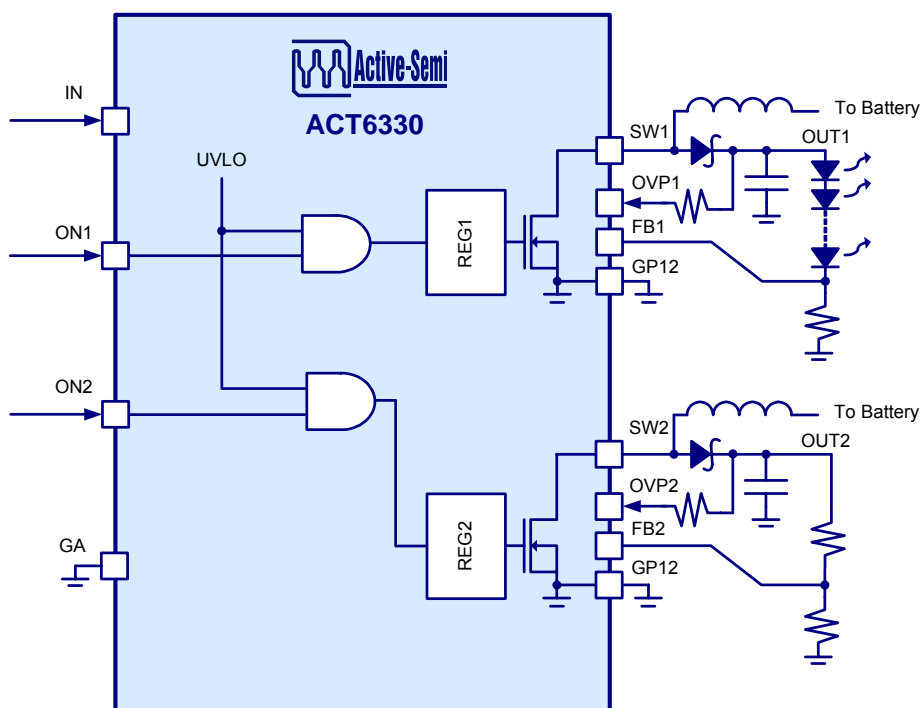 Active-Semi
ACT6330
IN
UVLO
ON1
REG1
SW1
To Battery
OUT1
OVP1
FB1
GP12
ON2
REG2
SW2
To Battery
OUT2
OVP2
FB2
GP12
GA